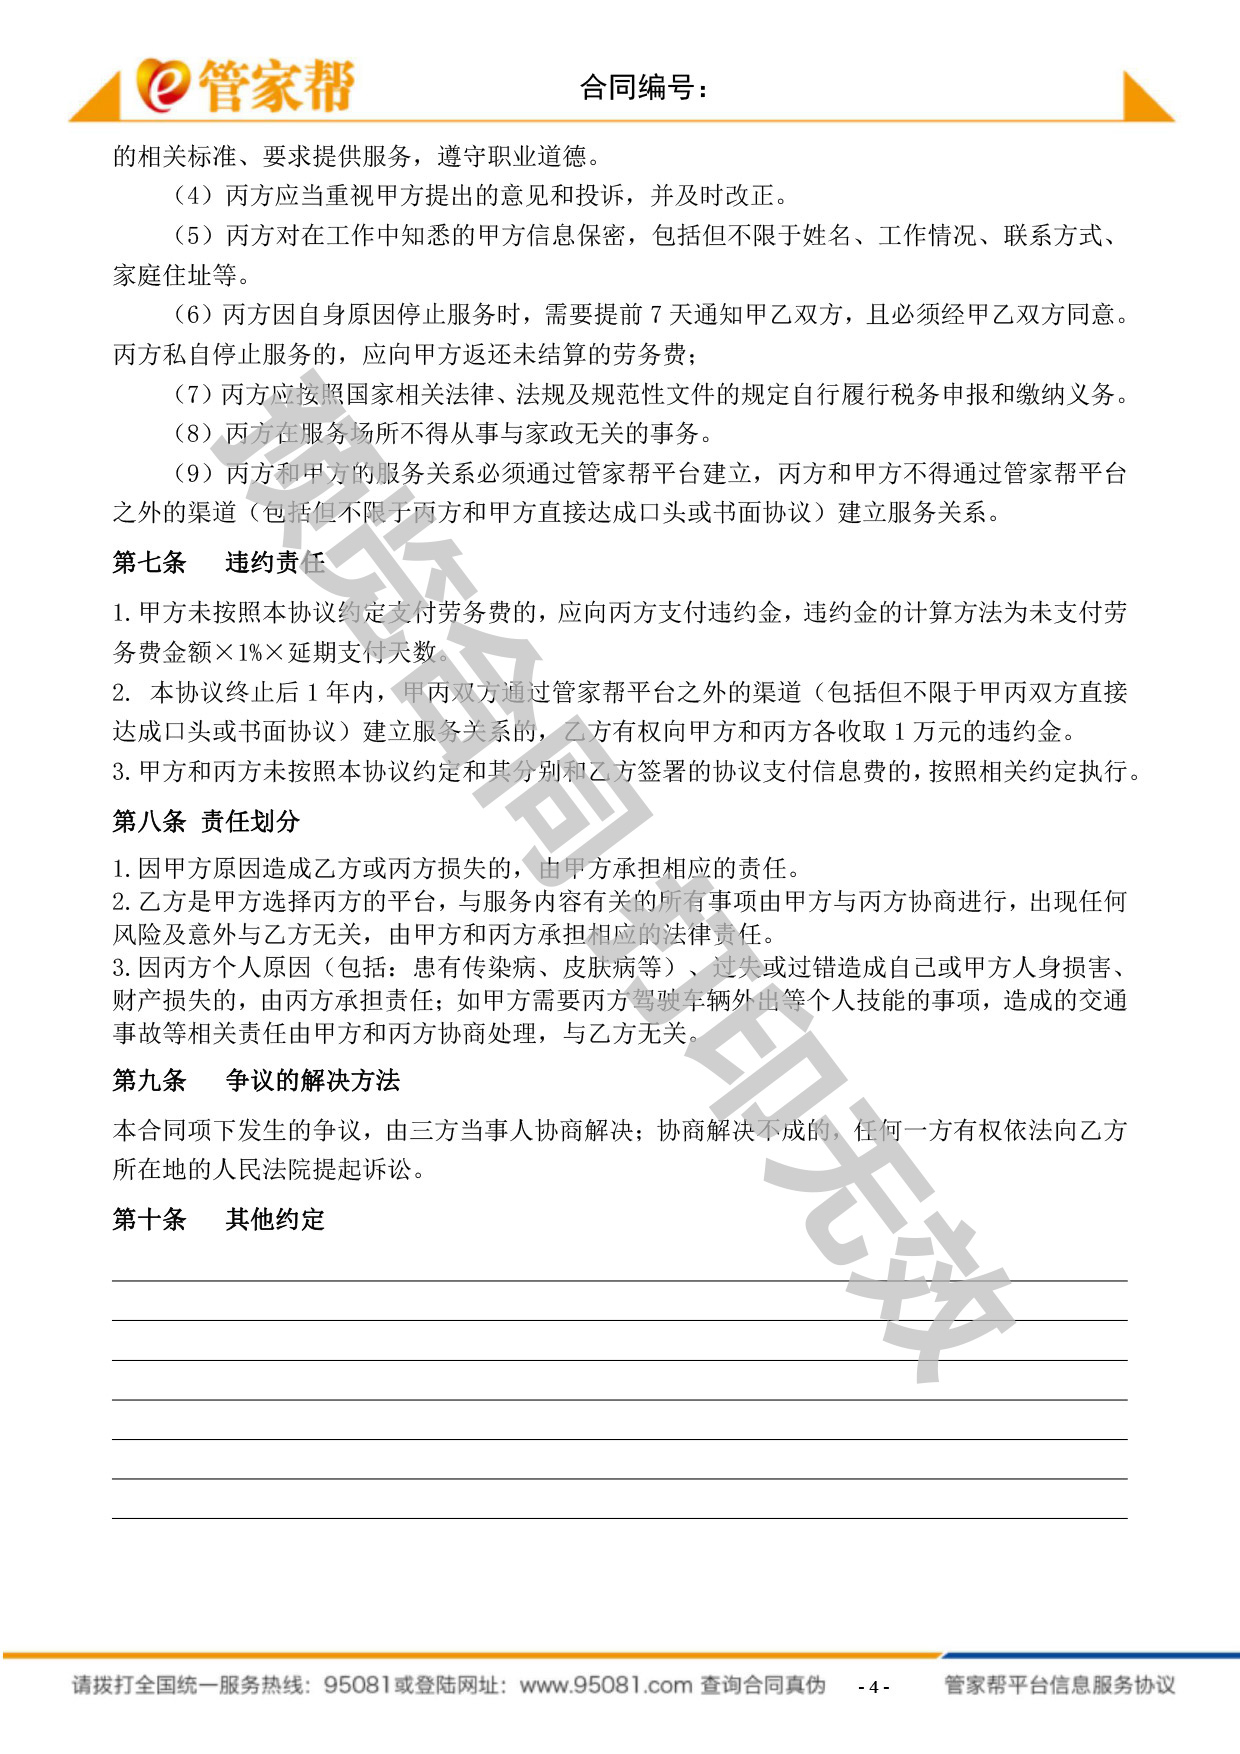 管家帮
合同编号：
的相关标准、要求提供服务，遵守职业道德。
（4）丙方应当重视甲方提出的意见和投诉，并及时改正。
（5）丙方对在工作中知悉的甲方信息保密，包括但不限于姓名、工作情况、联系方式、
家庭住址等。
（6）丙方因自身原因停止服务时，需要提前 7 天通知甲乙双方，且必须经甲乙双方同意。
丙方私自停止服务的，应向甲方返还未结算的劳务费；
（7）丙方应按照国家相关法律、法规及规范性文件的规定自行履行税务申报和缴纳义务。
（8）丙方在服务场所不得从事与家政无关的事务。
（9）丙方和甲方的服务关系必须通过管家帮平台建立，丙方和甲方不得通过管家帮平台
之外的渠道（包括但不限于丙方和甲方直接达成口头或书面协议）建立服务关系。
第七条 违约责任
1.甲方未按照本协议约定支付劳务费的，应向丙方支付违约金，违约金的计算方法为未支付劳
务费金额×1%×延期支付天数。
2. 本协议终止后 1 年内，甲丙双方通过管家帮平台之外的渠道（包括但不限于甲丙双方直接
达成口头或书面协议）建立服务关系的，乙方有权向甲方和丙方各收取 1 万元的违约金。
3.甲方和丙方未按照本协议约定和其分别和乙方签署的协议支付信息费的，按照相关约定执行。
第八条 责任划分
1.因甲方原因造成乙方或丙方损失的，由甲方承担相应的责任。
2.乙方是甲方选择丙方的平台，与服务内容有关的所有事项由甲方与丙方协商进行，出现任何
风险及意外与乙方无关，由甲方和丙方承担相应的法律责任。
3.因丙方个人原因（包括：患有传染病、皮肤病等）、过失或过错造成自己或甲方人身损害、
财产损失的，由丙方承担责任；如甲方需要丙方驾驶车辆外出等个人技能的事项，造成的交通
事故等相关责任由甲方和丙方协商处理，与乙方无关。
第九条 争议的解决方法
本合同项下发生的争议，由三方当事人协商解决；协商解决不成的，任何一方有权依法向乙方
所在地的人民法院提起诉讼。
第十条 其他约定
预览合同 打印无效
请拨打全国统一服务热线：95081或登陆网址：www.95081.com 查询合同真伪
- 4 -
管家帮平台信息服务协议